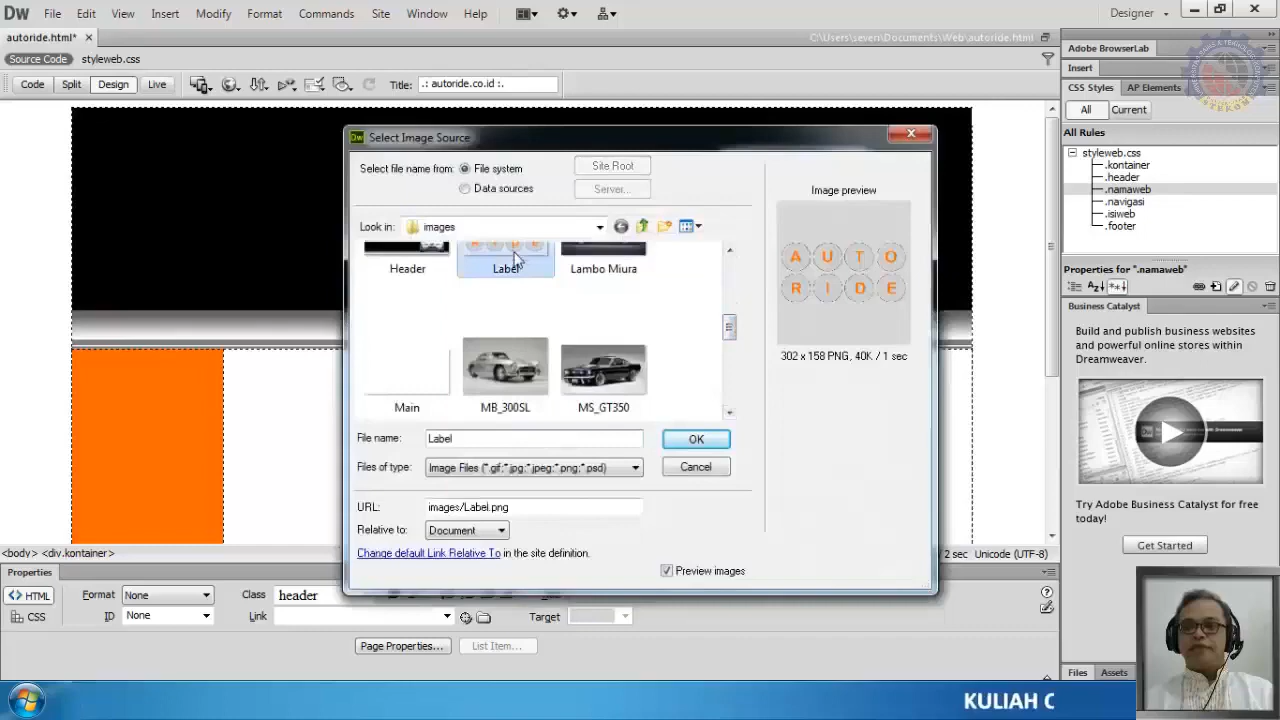 Dw File Edit View Insert Modify Format Commands Site Window Help Designer
autoride.html* C:\Users\seven\Documents\Web\autoride.html
Source Code styleweb.css
Code Split Design Live Title: .: autoride.co.id :.
Adobe BrowserLab
Insert
CSS Styles AP Elements
All Current
All Rules
styleweb.css
.kontainer
.header
.namaweb
.navigasi
.isiweb
.footer
Properties for ".namaweb"
Business Catalyst
Build and publish business websites
and powerful online stores within
Dreamweaver.
Try Adobe Business Catalyst for free
today!
Get Started
Files Assets
Dw Select Image Source
Select file name from: File system Site Root
Data sources Server...
Look in: images
Header Label Lambo Miura
Main MB_300SL MS_GT350
File name: Label OK
Files of type: Image Files (*.gif;*.jpg;*.jpeg;*.png;*.psd) Cancel
URL: images/Label.png
Relative to: Document
Change default Link Relative To in the site definition.
Preview images
Image preview
AUTO
RIDE
302 x 158 PNG, 40K / 1 sec
<body> <div.kontainer> / 2 sec Unicode (UTF-8)
Properties
<> HTML Format None Class header
CSS ID None Link Target
Page Properties... List Item...
KULIAH C